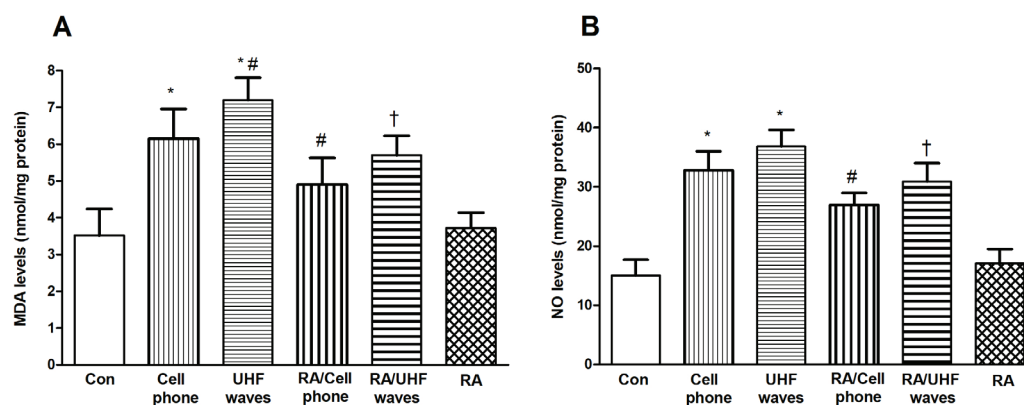 A
MDA levels (nmol/mg protein)
8
7
6
5
4
3
2
1
0
*
* #
#
†
Con
Cell
phone
UHF
waves
RA/Cell
phone
RA/UHF
waves
RA
B
NO levels (nmol/mg protein)
50
40
30
20
10
0
*
*
#
†
Con
Cell
phone
UHF
waves
RA/Cell
phone
RA/UHF
waves
RA